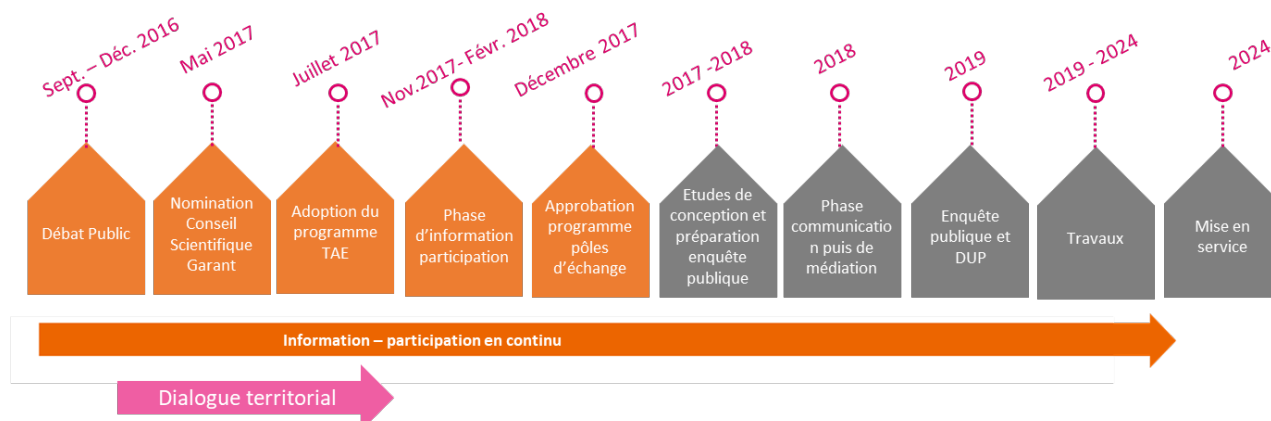 Sept. – Déc. 2016
Mai 2017
Juillet 2017
Nov.2017- Févr. 2018
Décembre 2017
2017 -2018
2018
2019
2019 - 2024
2024
Débat Public
Nomination
Conseil
Scientifique
Garant
Adoption du
programme
TAE
Phase
d’information
participation
Approbation
programme
pôles
d’échange
Etudes de
conception et
préparation
enquête
publique
Phase
communicatio
n puis de
médiation
Enquête
publique et
DUP
Travaux
Mise en
service
Information – participation en continu
Dialogue territorial